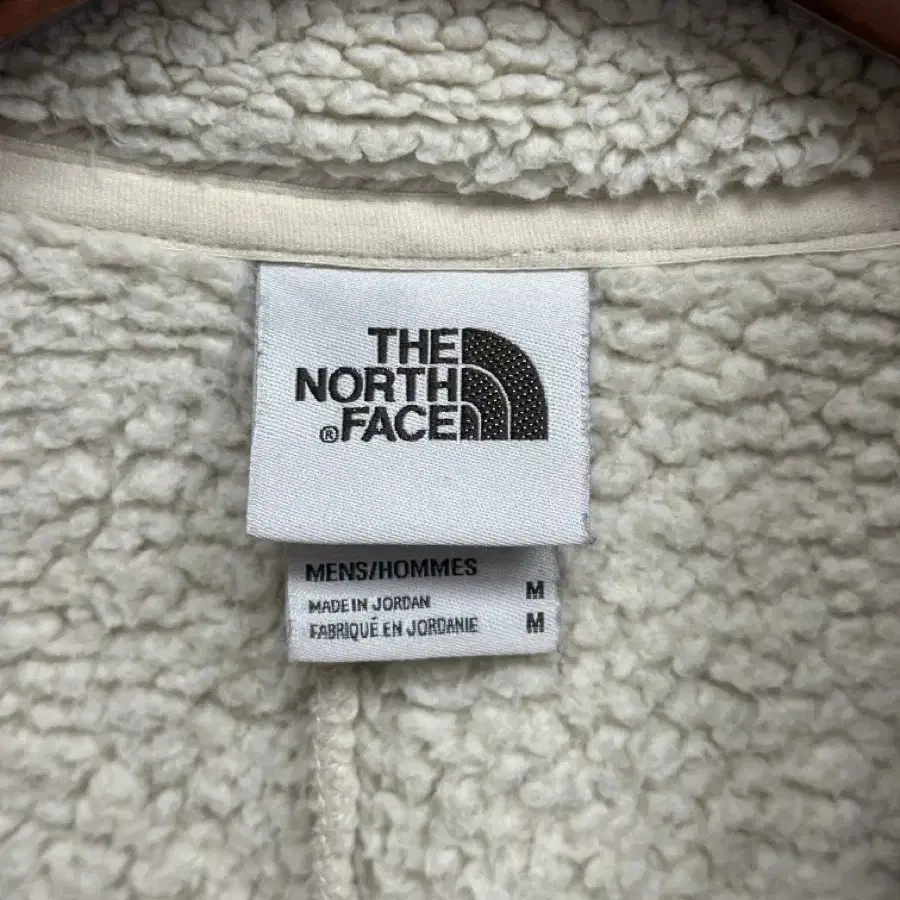 THE
NORTH
®FACE
MENS/HOMMES
MADE IN JORDAN M
FABRIQUÉ EN JORDANIE M